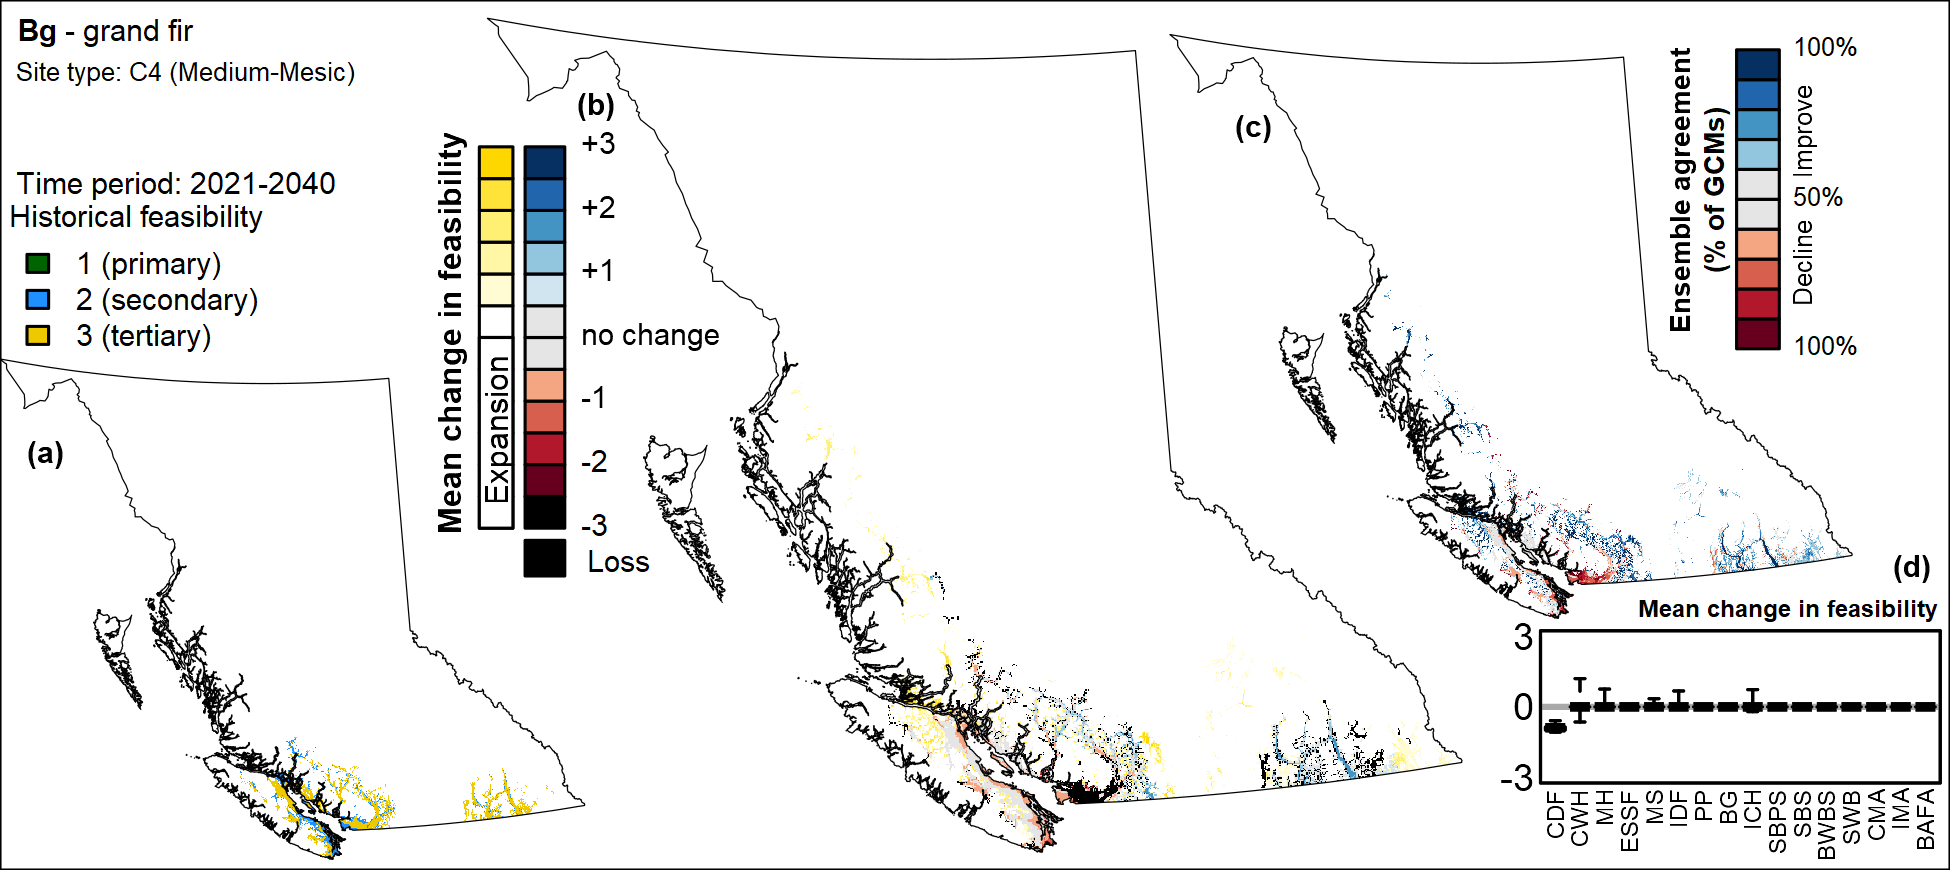 Bg - grand fir
Site type: C4 (Medium-Mesic)
Time period: 2021-2040
Historical feasibility
1 (primary)
2 (secondary)
3 (tertiary)
(a)
(b)
Mean change in feasibility
Expansion
+3
+2
+1
no change
-1
-2
-3
Loss
(c)
Ensemble agreement
(% of GCMs)
100%
Improve
50%
Decline
100%
(d)
Mean change in feasibility
3
0
-3
CDF
CWH
MH
ESSF
MS
IDF
PP
BG
ICH
SBPS
SBS
BWBS
SWB
CMA
IMA
BAFA